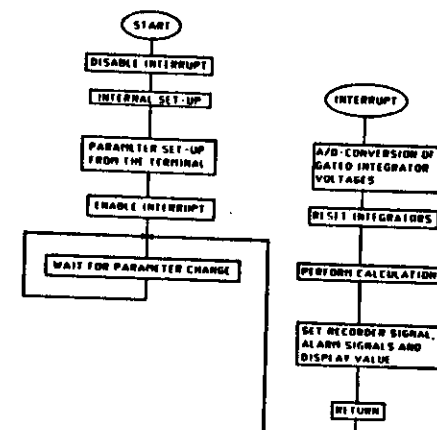 START
DISABLE INTERRUPT
INTERNAL SET-UP
PARAMETER SET-UP
FROM THE TERMINAL
ENABLE INTERRUPT
WAIT FOR PARAMETER CHANGE
INTERRUPT
A/D-CONVERSION OF
GATED INTEGRATOR
VOLTAGES
RESET INTEGRATORS
PERFORM CALCULATION
SET RECORDER SIGNAL,
ALARM SIGNALS AND
DISPLAY VALUE
RETURN